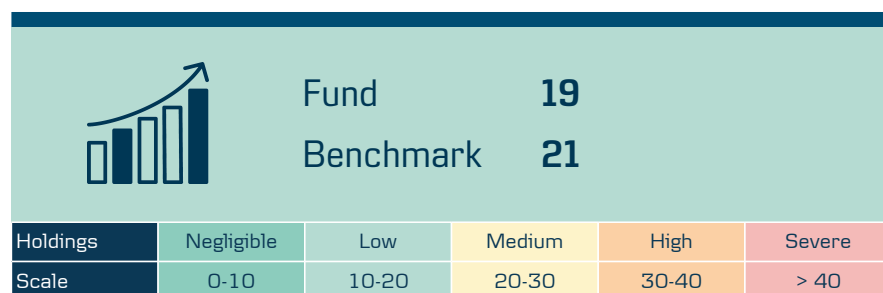 Fund 19
Benchmark 21
Holdings Negligible Low Medium High Severe
Scale 0-10 10-20 20-30 30-40 > 40